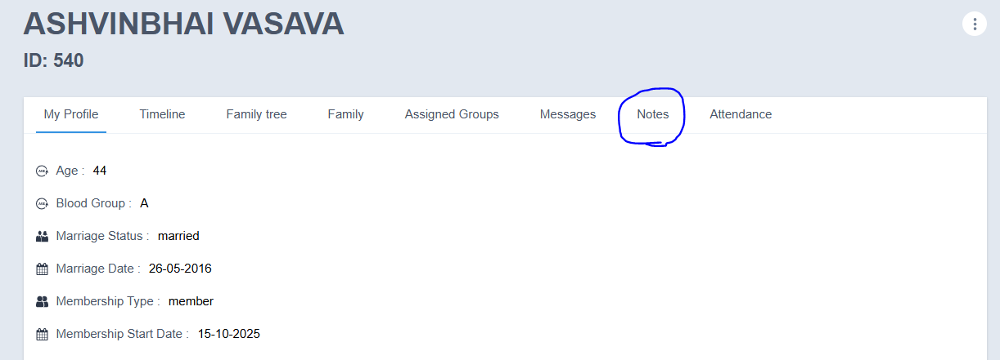 ASHVINBHAI VASAVA
ID: 540
My Profile Timeline Family tree Family Assigned Groups Messages Notes Attendance
Age : 44
Blood Group : A
Marriage Status : married
Marriage Date : 26-05-2016
Membership Type : member
Membership Start Date : 15-10-2025